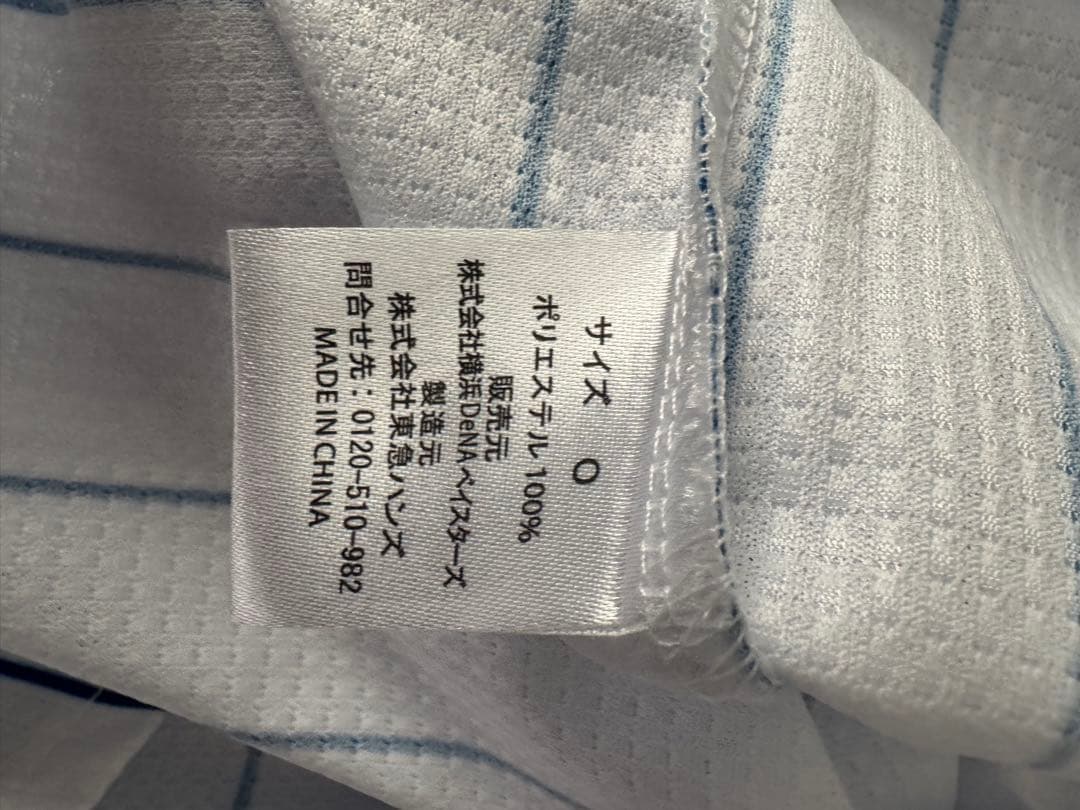 サイズ O
ポリエステル 100%
販売元
株式会社横浜DeNAベイスターズ
製造元
株式会社東急ハンズ
問合せ先：0120-510-982
MADE IN CHINA